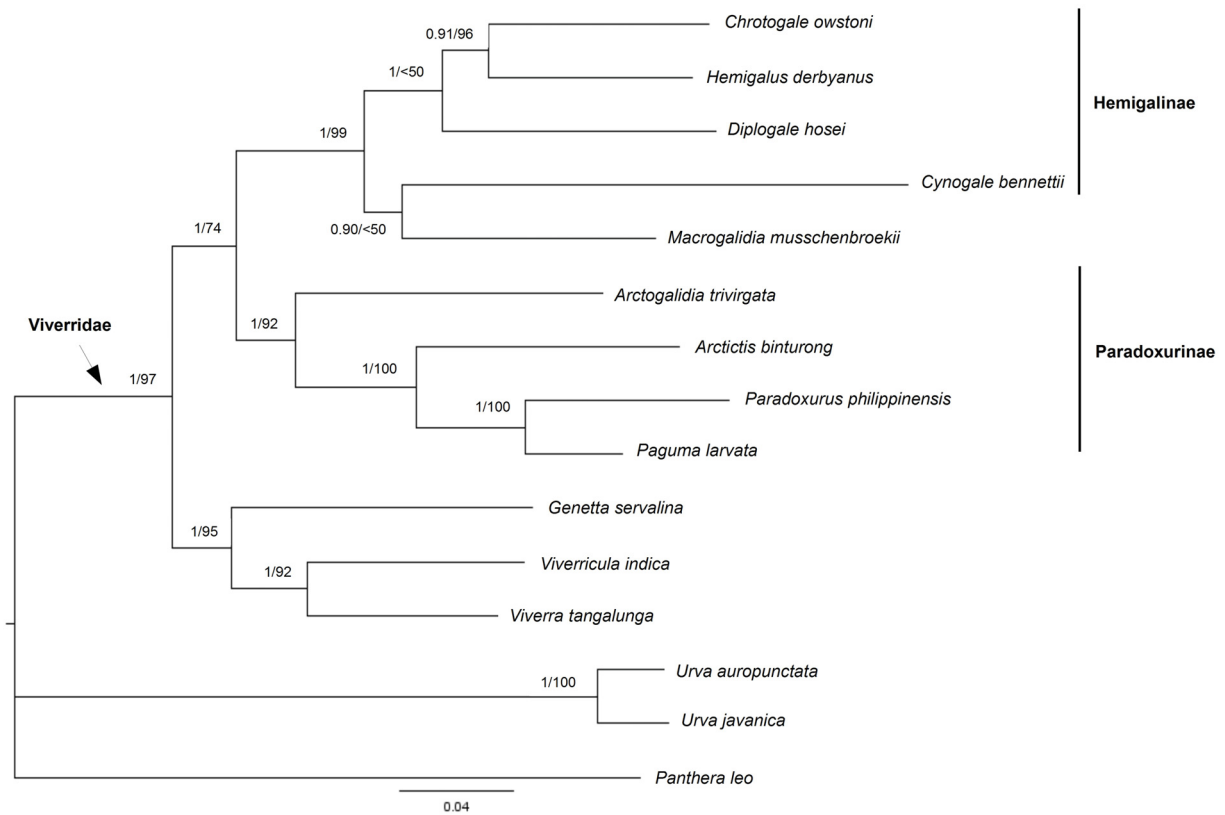 Chrotogale owstoni
0.91/96
1/<50
Hemigalus derbyanus
Hemigalinae
1/99
Diplogale hosei
Cynogale bennettii
1/74
0.90/<50
Macrogalidia musschenbroekii
Arctogalidia trivirgata
Viverridae
1/92
Arctictis binturong
Paradoxurinae
1/97
1/100
Paradoxurus philippinensis
1/100
Paguma larvata
Genetta servalina
1/95
Viverricula indica
1/92
Viverra tangalunga
Urva auropunctata
1/100
Urva javanica
Panthera leo
0.04